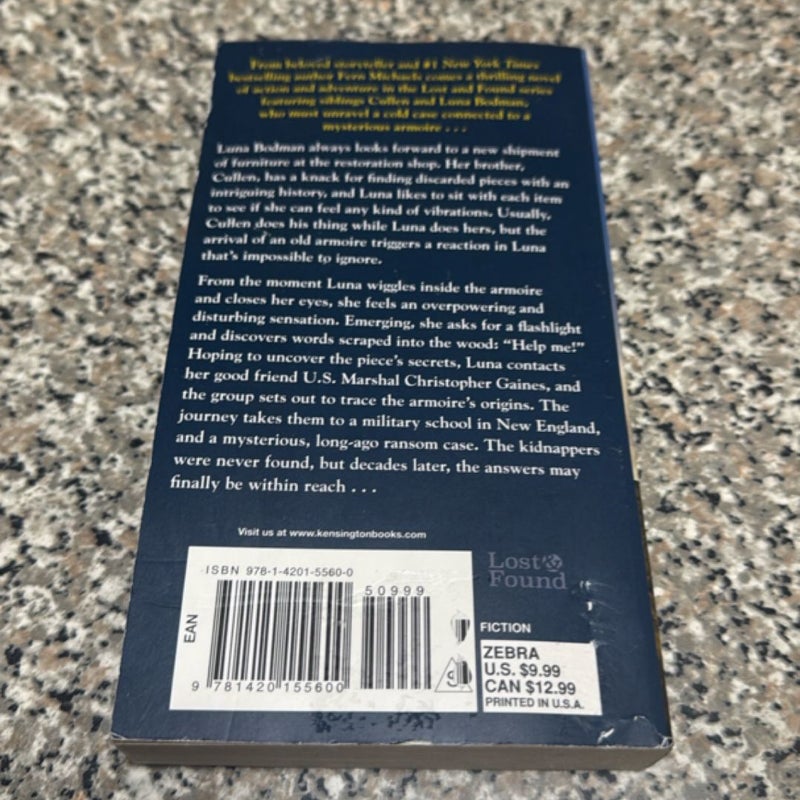 From beloved storyteller and #1 New York Times
bestselling author Fern Michaels comes a thrilling novel
of action and adventure in the Lost and Found series
featuring siblings Cullen and Luna Bodman,
who must unravel a cold case connected to a
mysterious armoire . . .
Luna Bodman always looks forward to a new shipment
of furniture at the restoration shop. Her brother,
Cullen, has a knack for finding discarded pieces with an
intriguing history, and Luna likes to sit with each item
to see if she can feel any kind of vibrations. Usually,
Cullen does his thing while Luna does hers, but the
arrival of an old armoire triggers a reaction in Luna
that's impossible to ignore.
From the moment Luna wiggles inside the armoire
and closes her eyes, she feels an overpowering and
disturbing sensation. Emerging, she asks for a flashlight
and discovers words scraped into the wood: "Help me!"
Hoping to uncover the piece's secrets, Luna contacts
her good friend U.S. Marshal Christopher Gaines, and
the group sets out to trace the armoire's origins. The
journey takes them to a military school in New England,
and a mysterious, long-ago ransom case. The kidnappers
were never found, but decades later, the answers may
finally be within reach . . .
Visit us at www.kensingtonbooks.com
ISBN 978-1-4201-5560-0
50999
EAN
9 781420 155600
S
Lost
Found
FICTION
ZEBRA
U.S. $9.99
CAN $12.99
PRINTED IN U.S.A.